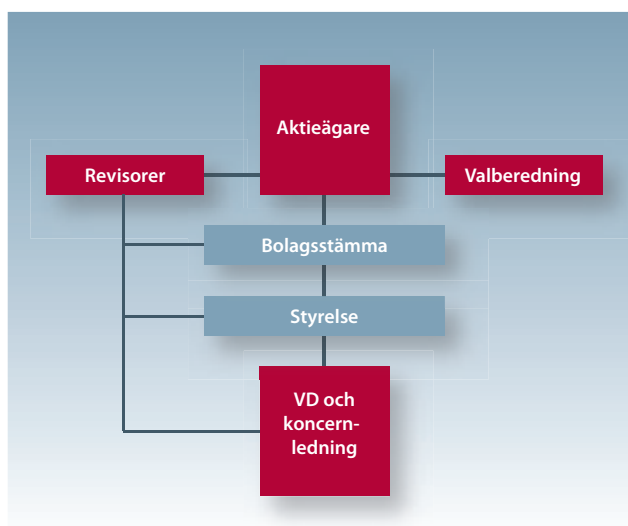 Aktieägare
Revisorer
Valberedning
Bolagsstämma
Styrelse
VD och
koncern-
ledning